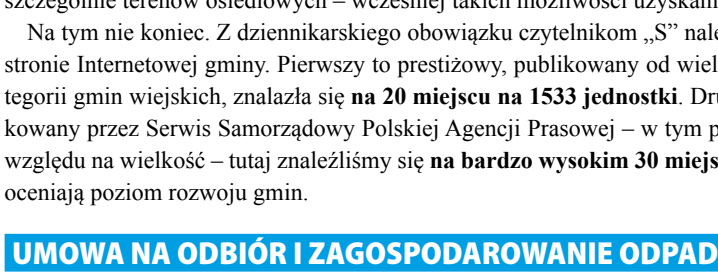 szczególnie terenów osiedlowych – wcześniej takich możliwości uzyskani
Na tym nie koniec. Z dziennikarskiego obowiązku czytelnikom „S” nale
stronie Internetowej gminy. Pierwszy to prestiżowy, publikowany od wiel
tegorii gmin wiejskich, znalazła się na 20 miejscu na 1533 jednostki. Dru
kowany przez Serwis Samorządowy Polskiej Agencji Prasowej – w tym p
względu na wielkość – tutaj znaleźliśmy się na bardzo wysokim 30 miejs
oceniają poziom rozwoju gmin.
UMOWA NA ODBIÓR I ZAGOSPODAROWANIE ODPAD